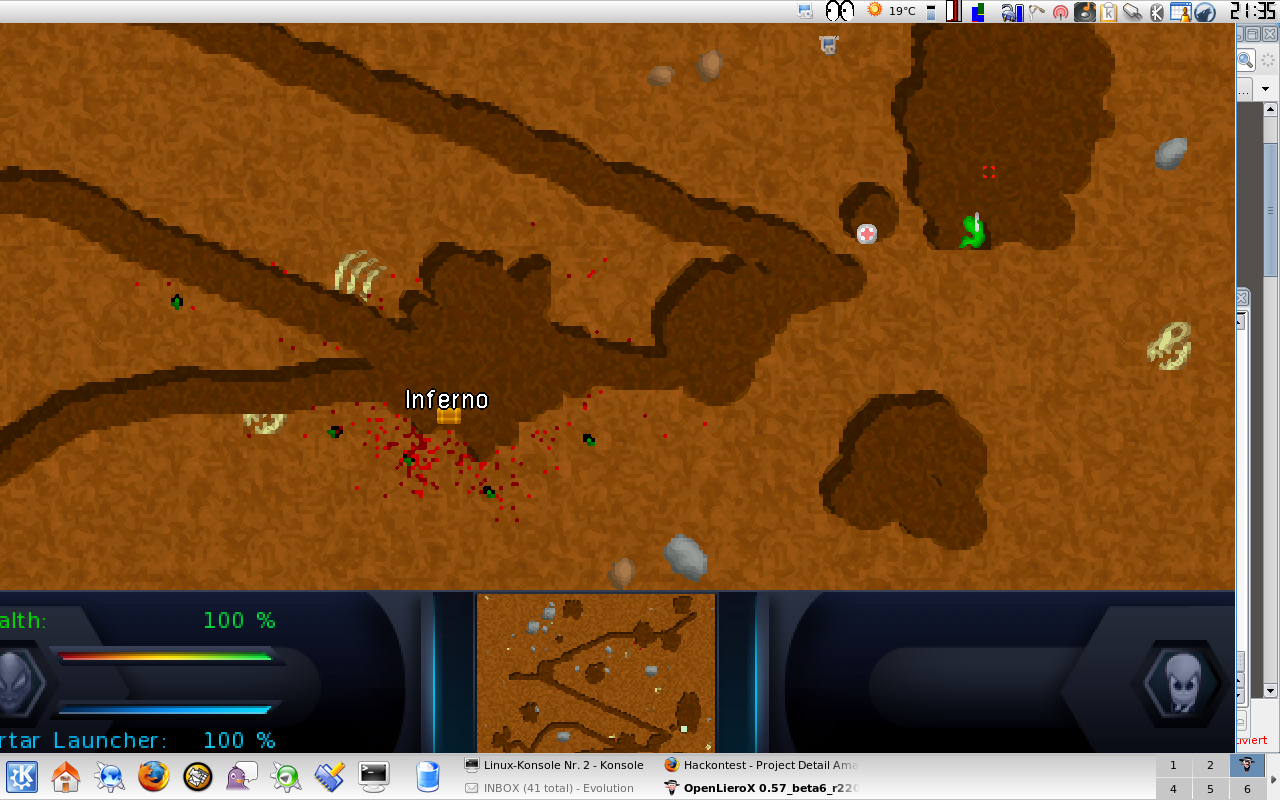 19°C
21:35
...
Inferno
alth: 100 %
rtar Launcher: 100 %
iviert
Linux-Konsole Nr. 2 - Konsole
Hackontest - Project Detail Ama
INBOX (41 total) - Evolution
OpenLieroX 0.57_beta6_r220
1 2
4 5 6